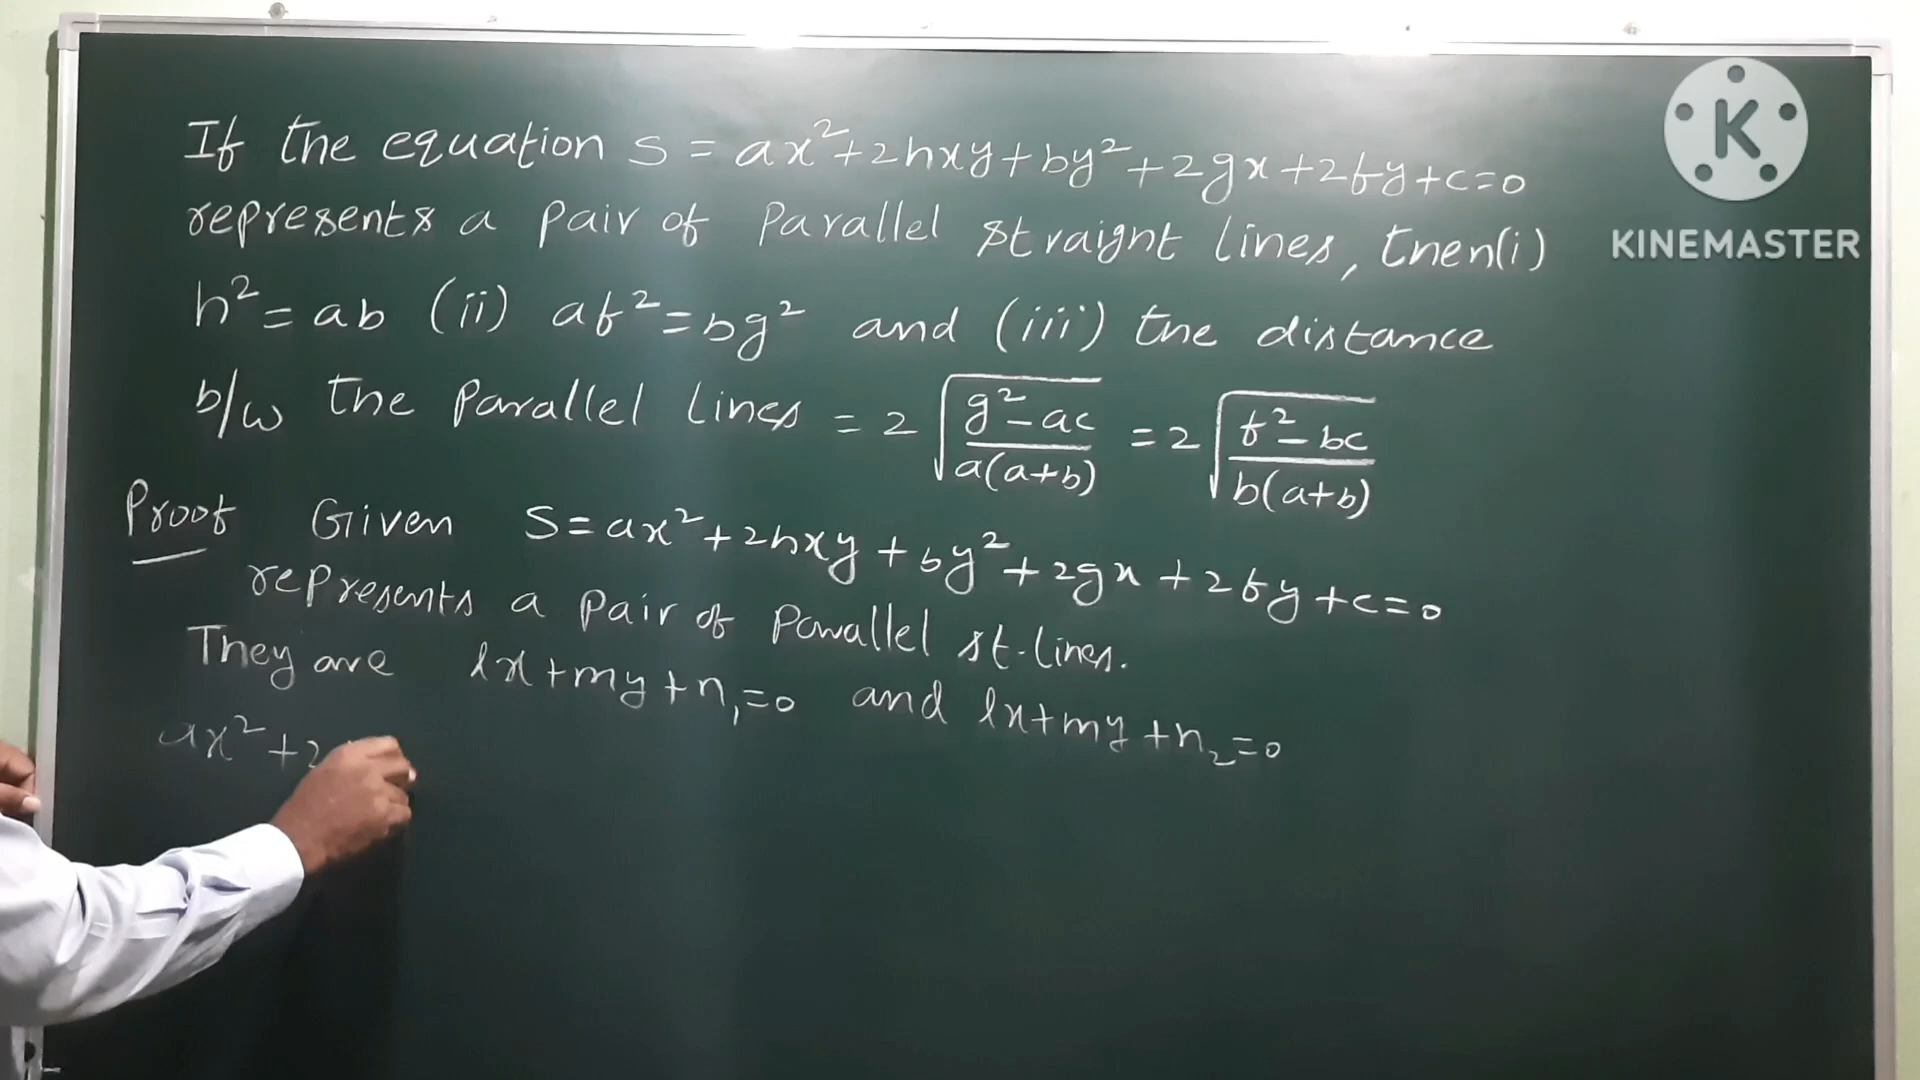 If the equation S = ax²+2hxy+by²+2gx+2fy+c=0
represents a pair of parallel straight lines, then(i)
h²=ab (ii) af²=bg² and (iii) the distance
b/w the parallel lines = 2√((g²-ac)/(a(a+b))) = 2√((f²-bc)/(b(a+b)))
Proof Given S=ax²+2hxy+by²+2gx+2fy+c=0
represents a pair of parallel st.lines.
They are lx+my+n₁=0 and lx+my+n₂=0
ax²+2
K
KINEMASTER